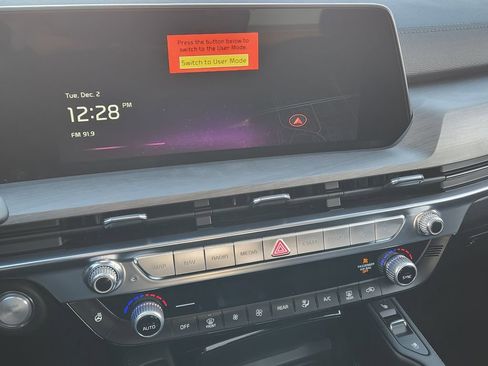 Press the button below to
switch to the User Mode.
Switch to User Mode
Tue, Dec. 2
12:28 PM
FM 91.9
MAP NAV RADIO MEDIA
AUTO OFF FRONT REAR A/C SYNC